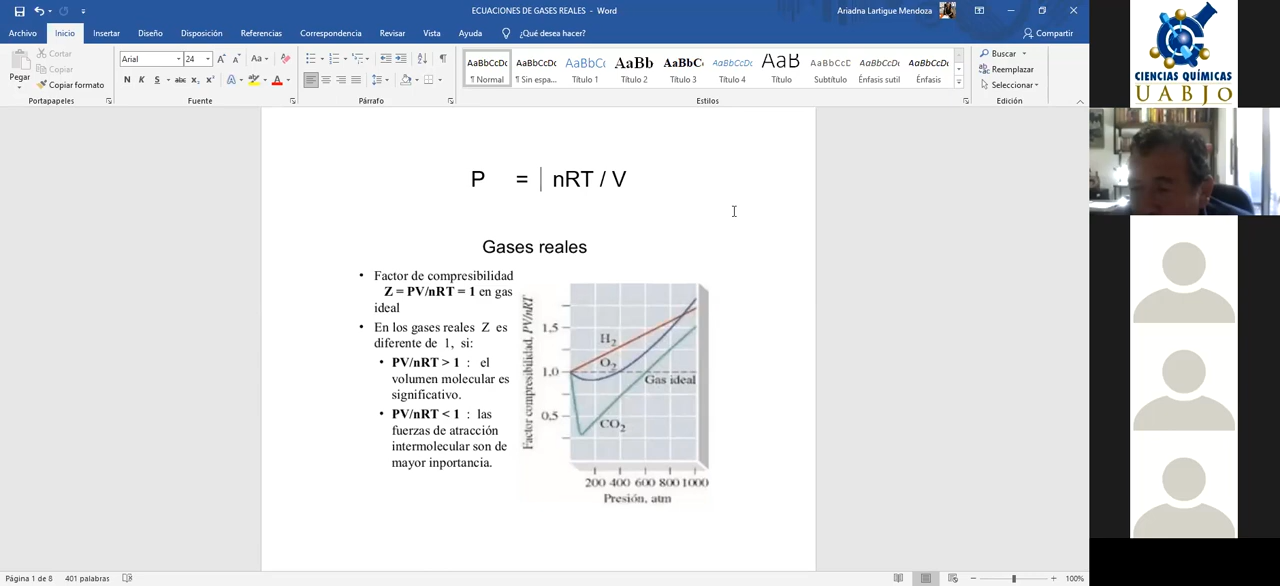 ECUACIONES DE GASES REALES - Word
Ariadna Lartigue Mendoza
Archivo Inicio Insertar Diseño Disposición Referencias Correspondencia Revisar Vista Ayuda ¿Qué desea hacer? Compartir
Cortar
Copiar
Copiar formato
Pegar
Portapapeles
Arial 24 Aa
N K S abc x₂ x² A A
Fuente
Párrafo
AaBbCcDc AaBbCcDc AaBbCc AaBb AaBbC AaBbCcDc AaB AaBbCcC AaBbCcDc AaBbCcDc
¶ Normal ¶ Sin espa... Título 1 Título 2 Título 3 Título 4 Título Subtítulo Énfasis sutil Énfasis
Estilos
Buscar
Reemplazar
Seleccionar
Edición
CIENCIAS QUÍMICAS
UABJO
P = nRT / V
Gases reales
• Factor de compresibilidad
Z = PV/nRT = 1 en gas
ideal
• En los gases reales Z es
diferente de 1, si:
• PV/nRT > 1 : el
volumen molecular es
significativo.
• PV/nRT < 1 : las
fuerzas de atracción
intermolecular son de
mayor inportancia.
Factor compresibilidad, PV/nRT
1.5
1.0
0.5
H₂
O₂
Gas ideal
CO₂
200 400 600 800 1000
Presión, atm
Página 1 de 8 401 palabras
100%